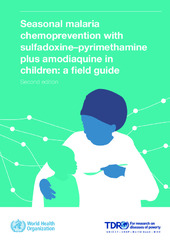 Seasonal malaria
chemoprevention with
sulfadoxine–pyrimethamine
plus amodiaquine in
children: a field guide
Second edition
World Health
Organization
TDR
For research on
diseases of poverty